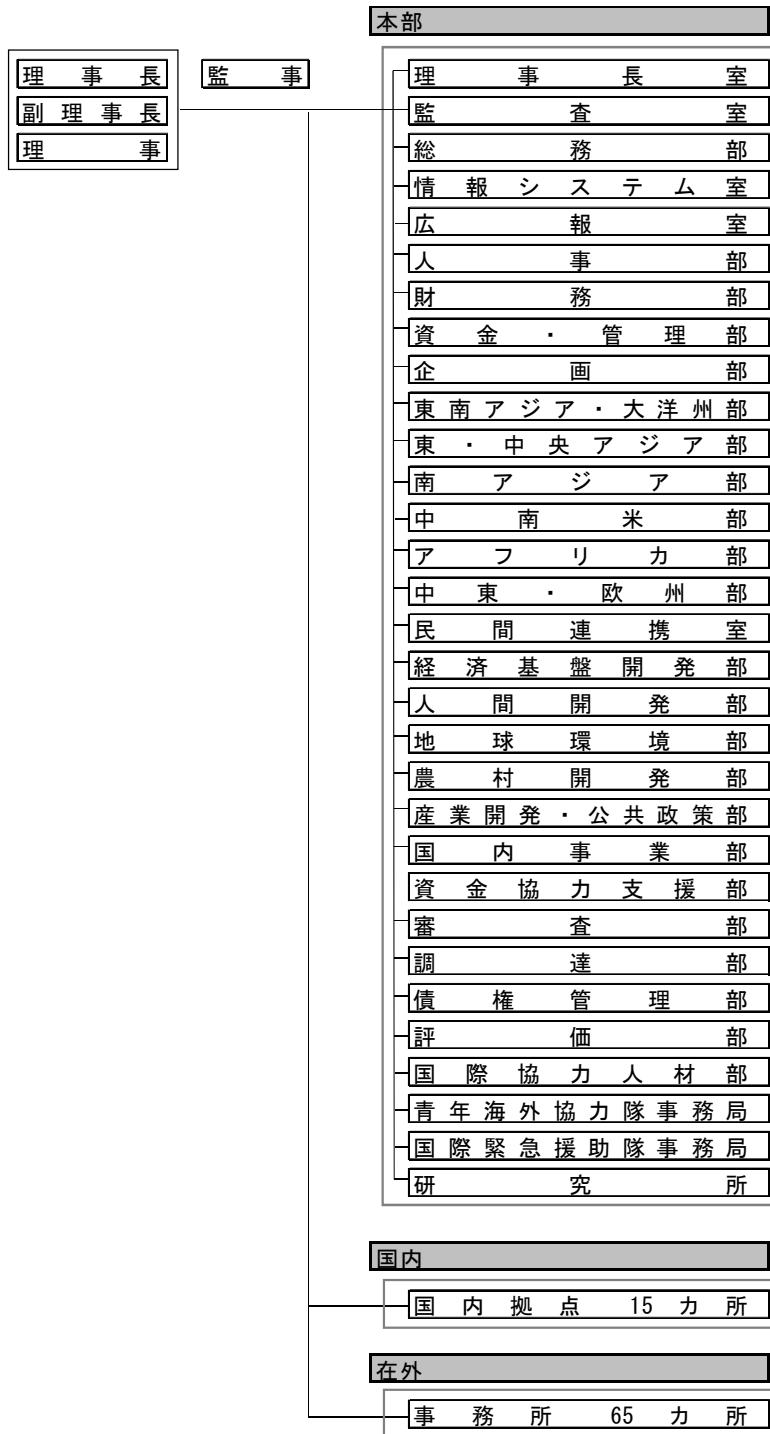 本部
理事長
監事
副理事長
理事
理事長室
監査室
総務部
情報システム室
広報室
人事部
財務部
資金・管理部
企画部
東南アジア・大洋州部
東・中央アジア部
南アジア部
中南米部
アフリカ部
中東・欧州部
民間連携室
経済基盤開発部
人間開発部
地球環境部
農村開発部
産業開発・公共政策部
国内事業部
資金協力支援部
審査部
調達部
債権管理部
評価部
国際協力人材部
青年海外協力隊事務局
国際緊急援助隊事務局
研究所
国内
国内拠点 15カ所
在外
事務所 65カ所